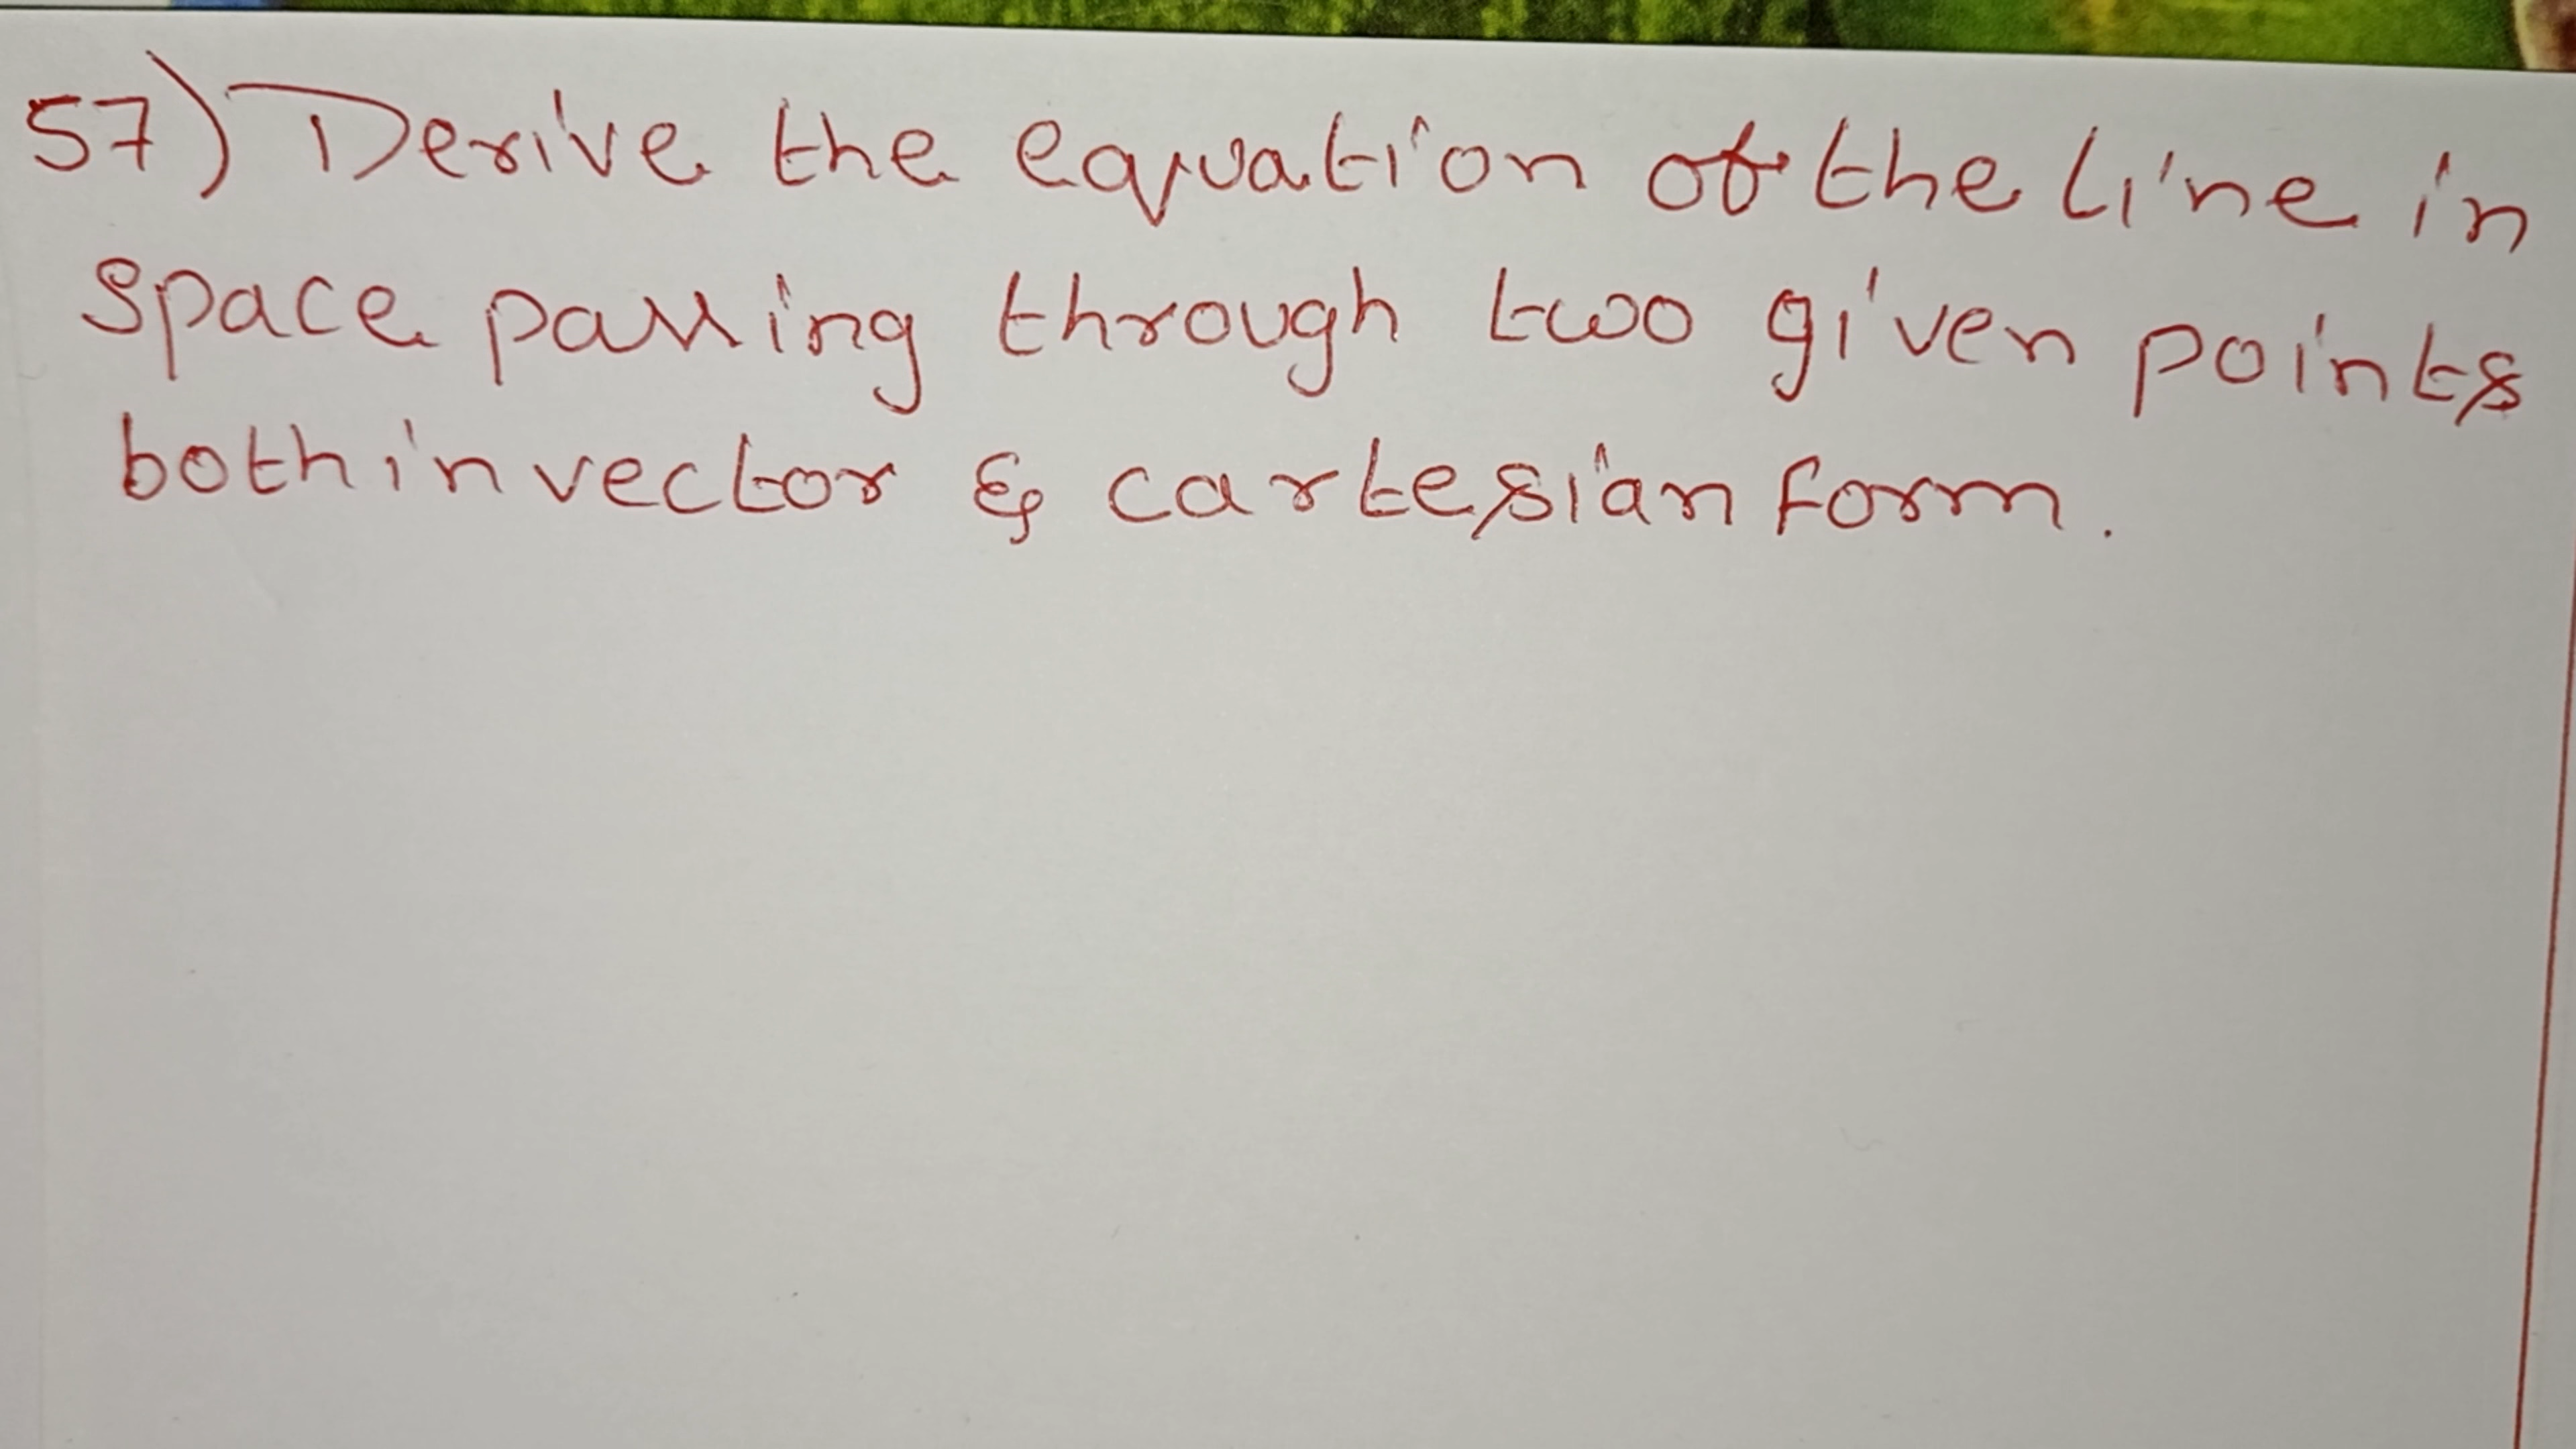 57) Derive the equation of the line in
space passing through two given points
both in vector & cartesian form.